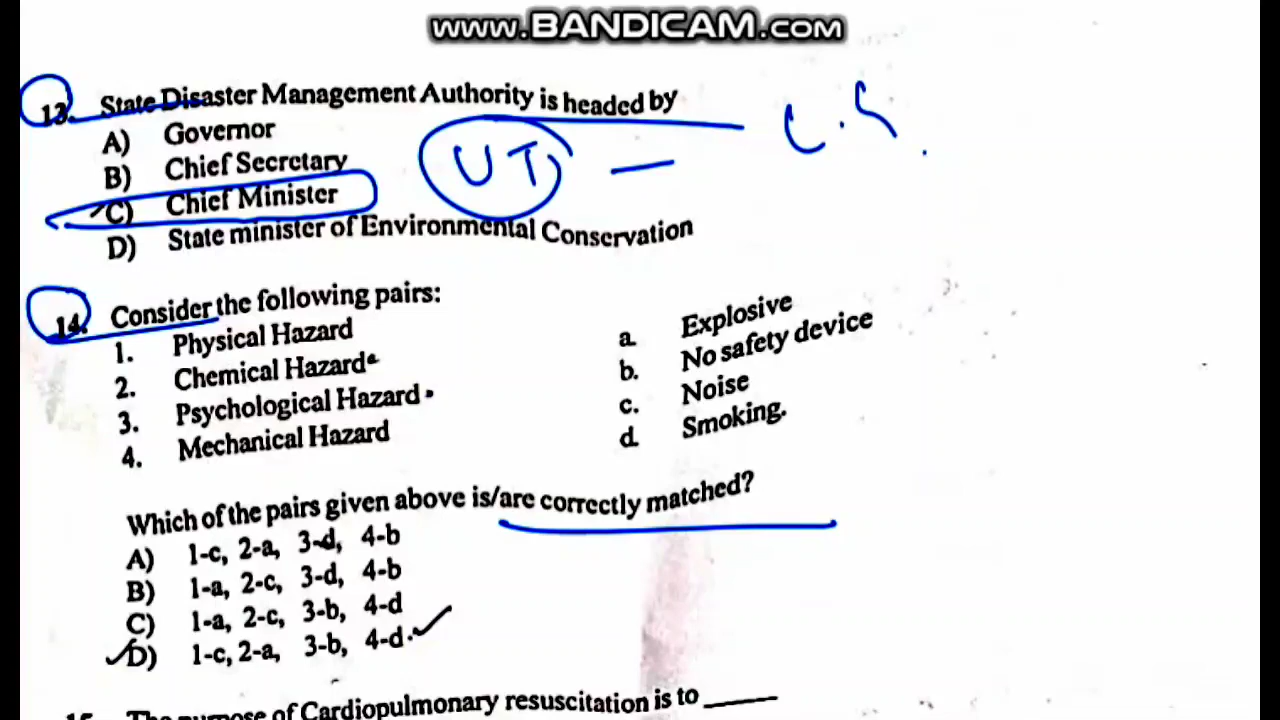 www.BANDICAM.com
13. State Disaster Management Authority is headed by
A) Governor
B) Chief Secretary
C) Chief Minister
D) State minister of Environmental Conservation
UT — C.S.
14. Consider the following pairs:
1. Physical Hazard a. Explosive
2. Chemical Hazard b. No safety device
3. Psychological Hazard c. Noise
4. Mechanical Hazard d. Smoking.
Which of the pairs given above is/are correctly matched?
A) 1-c, 2-a, 3-d, 4-b
B) 1-a, 2-c, 3-d, 4-b
C) 1-a, 2-c, 3-b, 4-d
D) 1-c, 2-a, 3-b, 4-d.
15. The purpose of Cardiopulmonary resuscitation is to _____